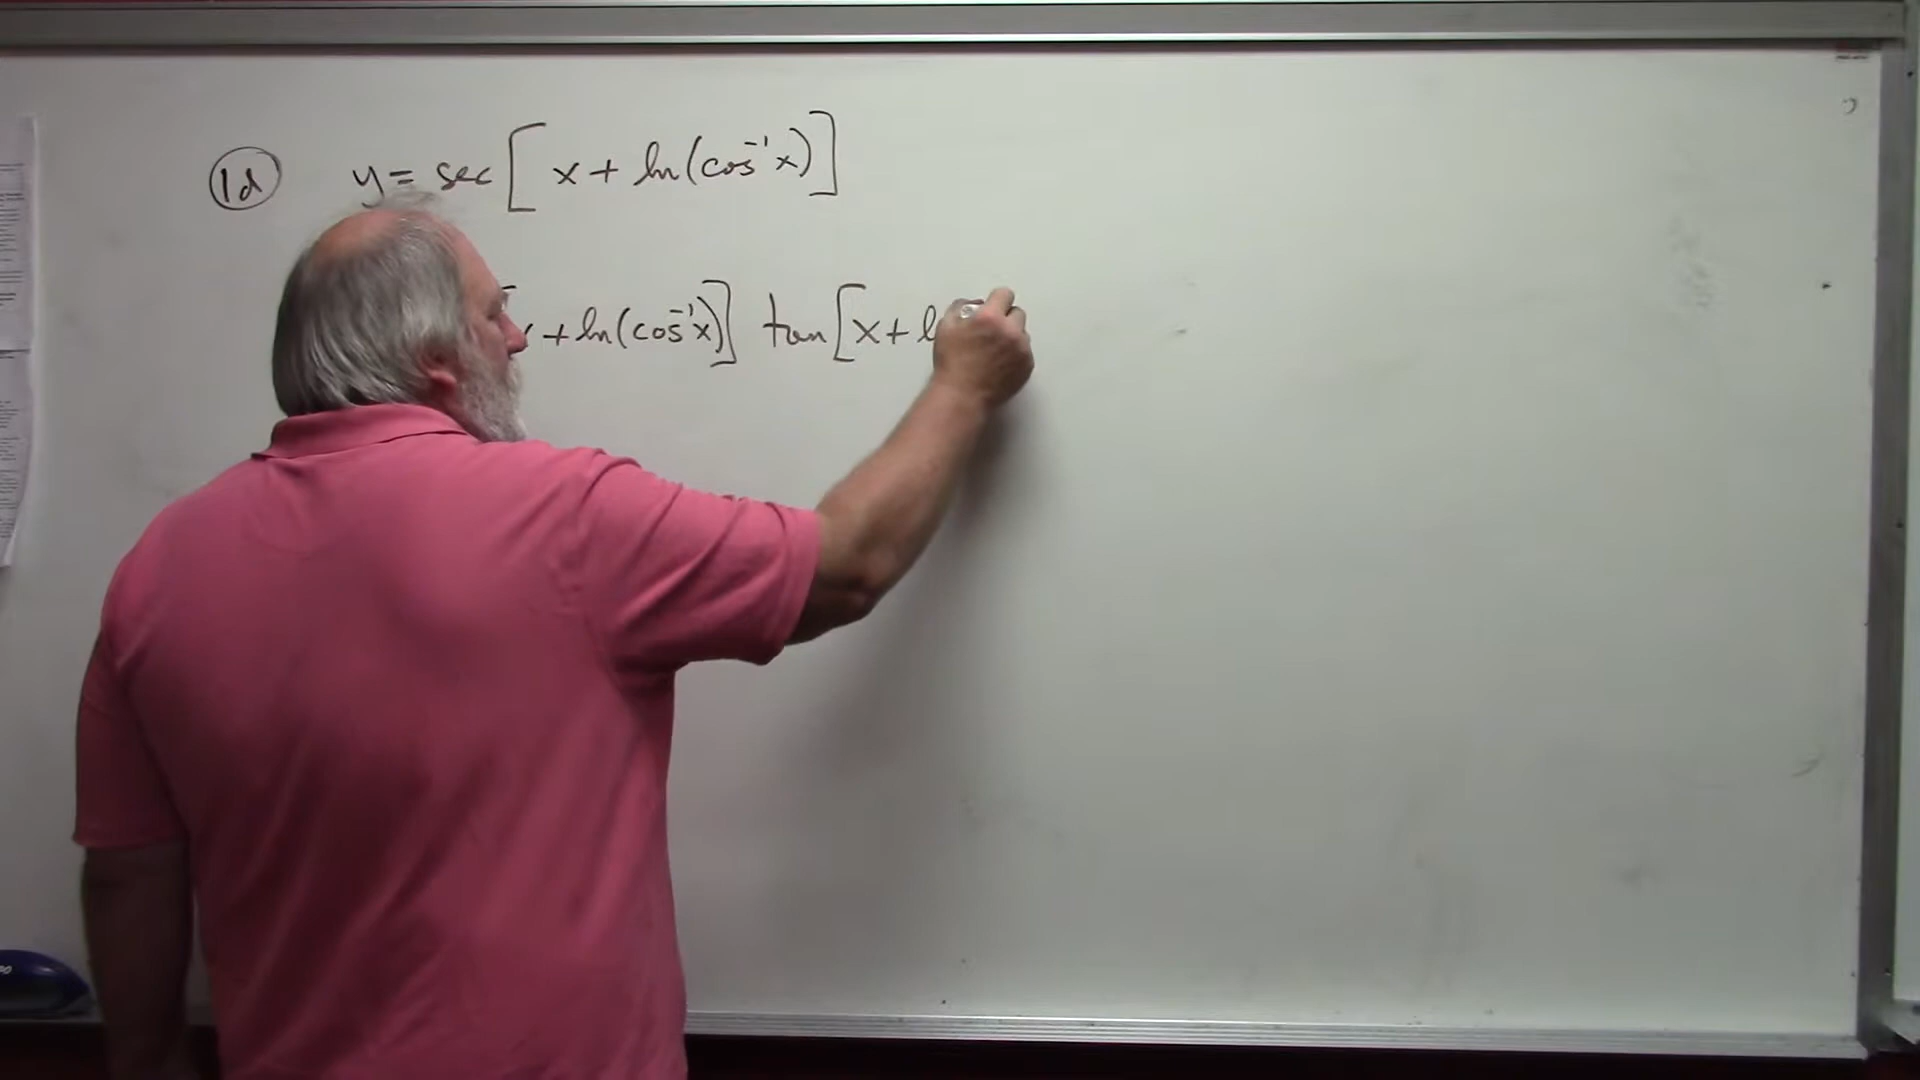 1d y = sec [ x + ln(cos⁻¹x) ]
x + ln(cos⁻¹x) ] tan [ x + l